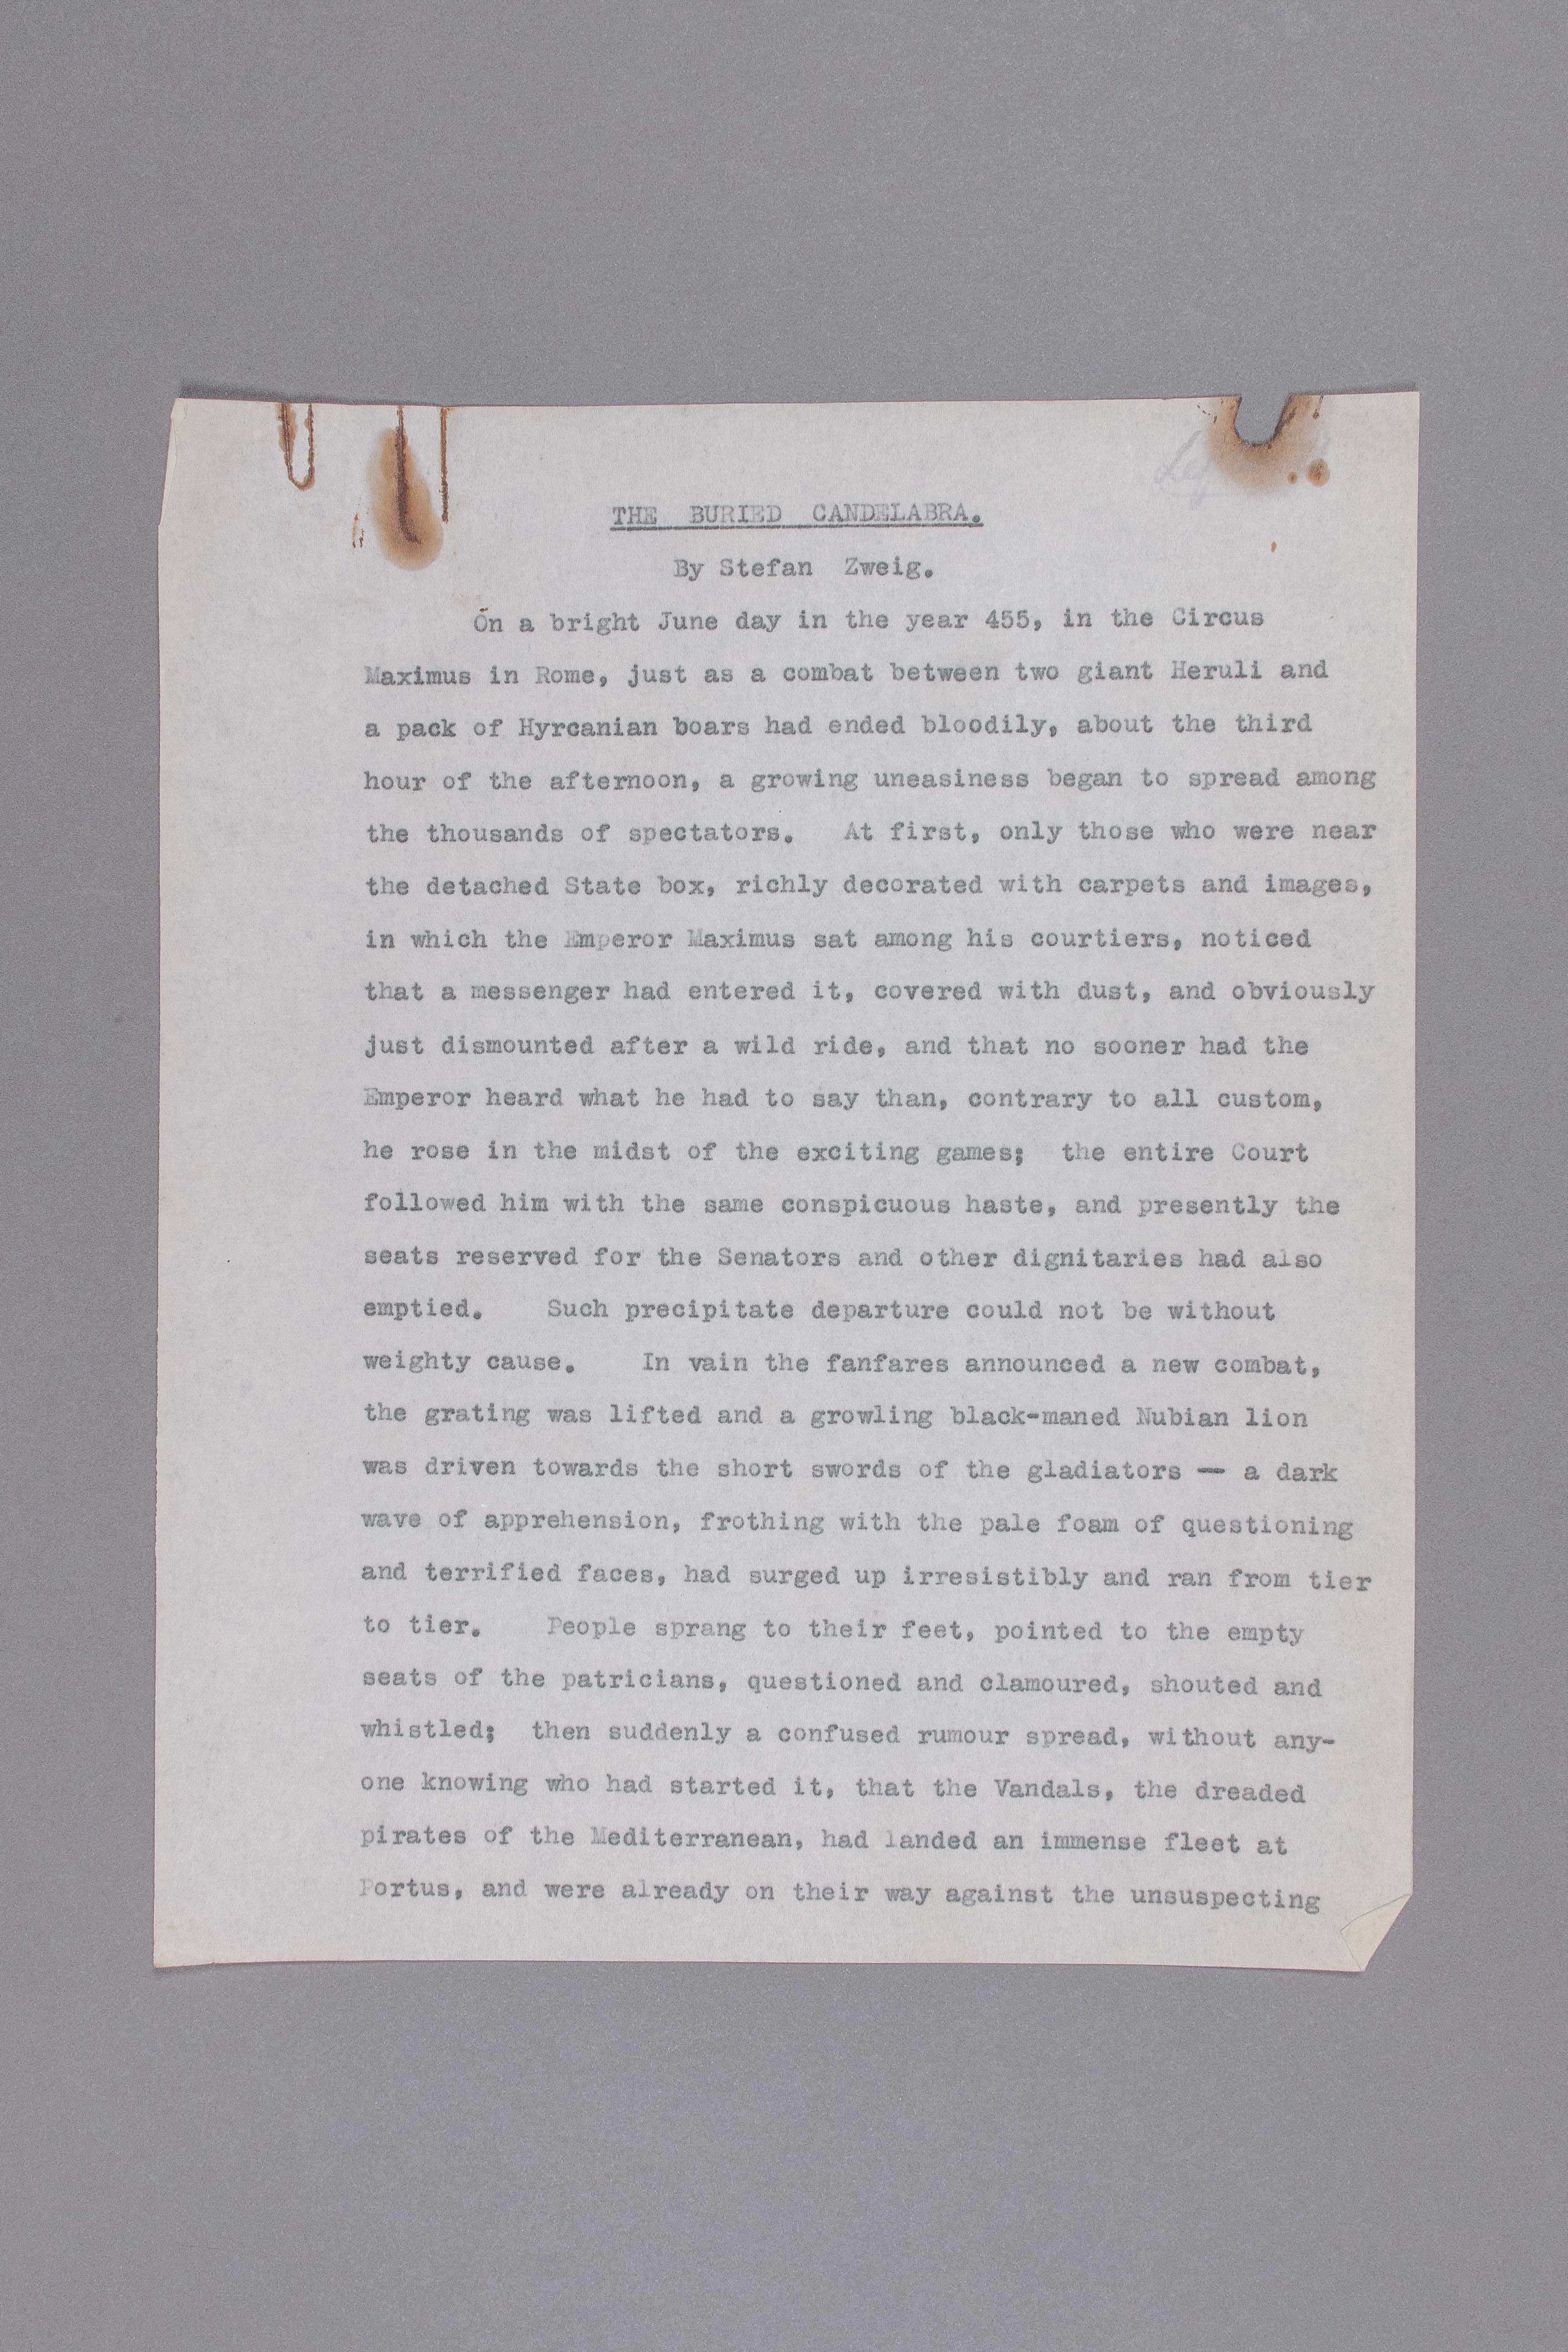 THE BURIED CANDELABRA.
By Stefan Zweig.
On a bright June day in the year 455, in the Circus
Maximus in Rome, just as a combat between two giant Heruli and
a pack of Hyrcanian boars had ended bloodily, about the third
hour of the afternoon, a growing uneasiness began to spread among
the thousands of spectators. At first, only those who were near
the detached State box, richly decorated with carpets and images,
in which the Emperor Maximus sat among his courtiers, noticed
that a messenger had entered it, covered with dust, and obviously
just dismounted after a wild ride, and that no sooner had the
Emperor heard what he had to say than, contrary to all custom,
he rose in the midst of the exciting games; the entire Court
followed him with the same conspicuous haste, and presently the
seats reserved for the Senators and other dignitaries had also
emptied. Such precipitate departure could not be without
weighty cause. In vain the fanfares announced a new combat,
the grating was lifted and a growling black-maned Nubian lion
was driven towards the short swords of the gladiators — a dark
wave of apprehension, frothing with the pale foam of questioning
and terrified faces, had surged up irresistibly and ran from tier
to tier. People sprang to their feet, pointed to the empty
seats of the patricians, questioned and clamoured, shouted and
whistled; then suddenly a confused rumour spread, without any-
one knowing who had started it, that the Vandals, the dreaded
pirates of the Mediterranean, had landed an immense fleet at
Portus, and were already on their way against the unsuspecting